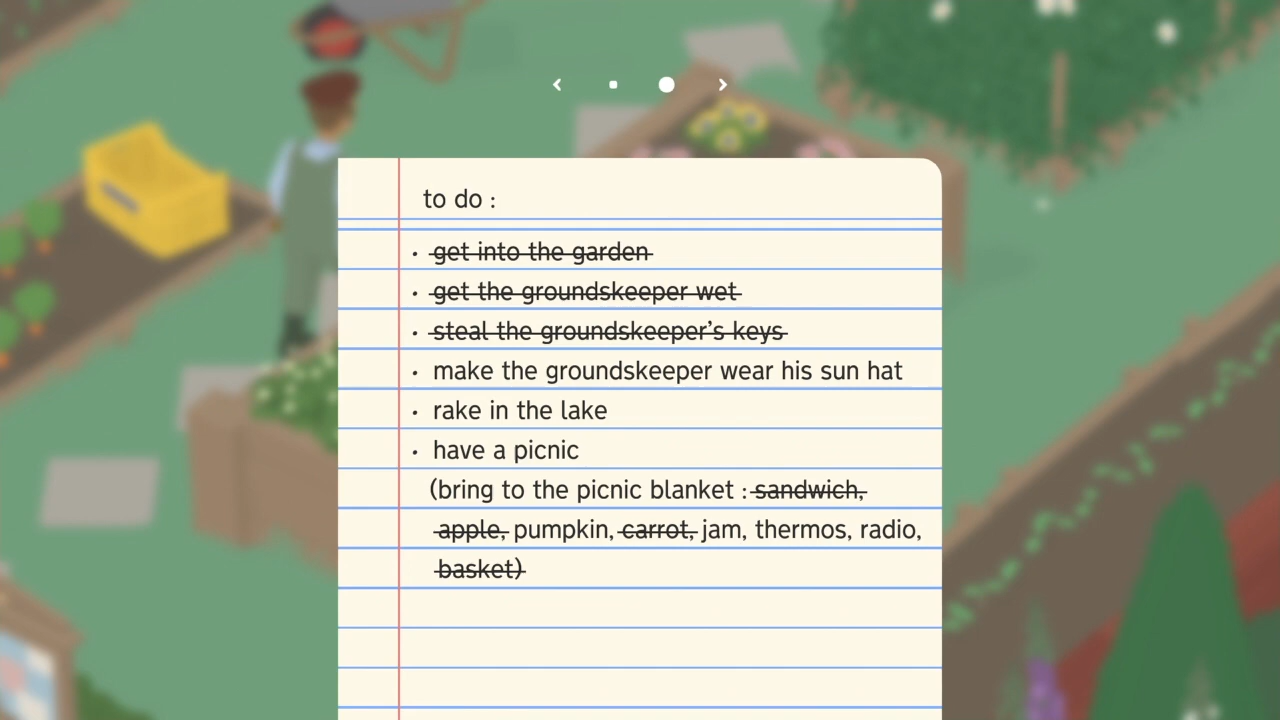 to do :
· get into the garden
· get the groundskeeper wet
· steal the groundskeeper's keys
· make the groundskeeper wear his sun hat
· rake in the lake
· have a picnic
(bring to the picnic blanket : sandwich,
apple, pumpkin, carrot, jam, thermos, radio,
basket)